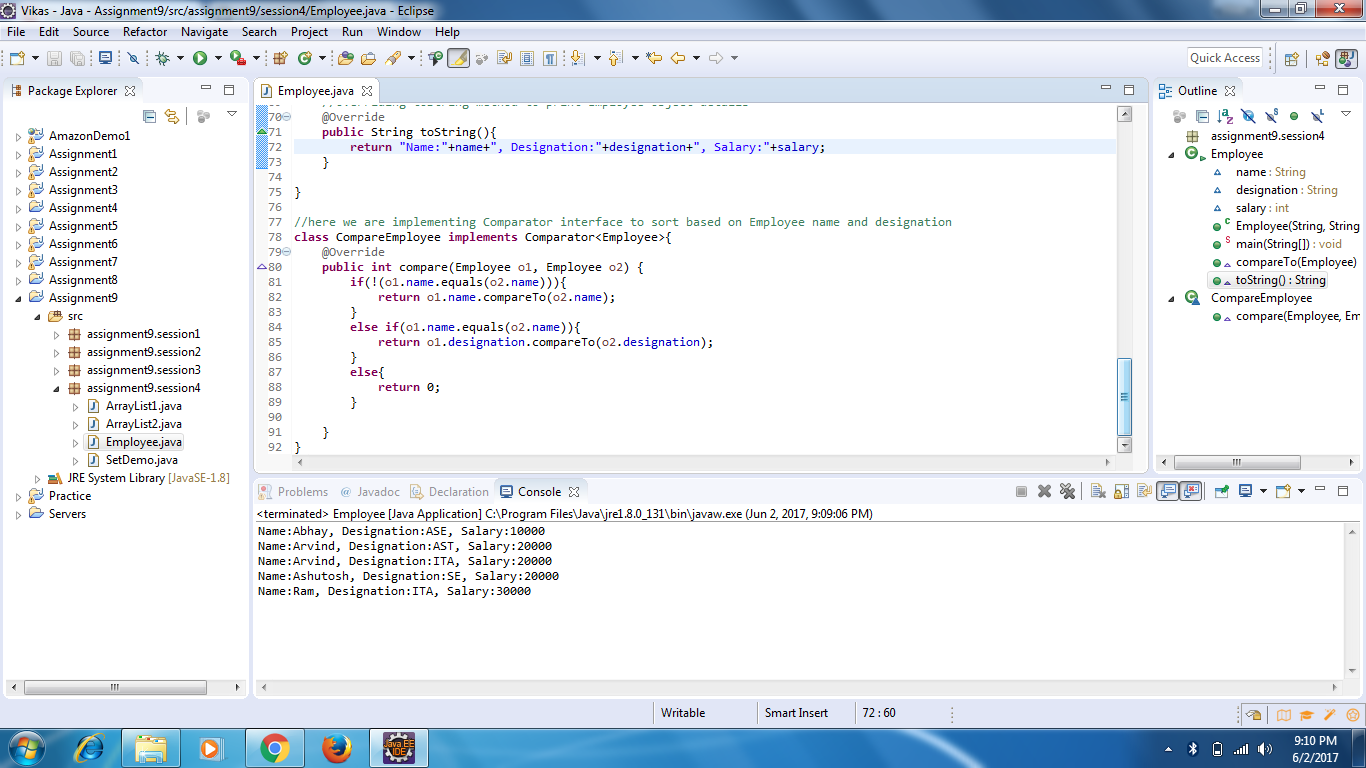 Vikas - Java - Assignment9/src/assignment9/session4/Employee.java - Eclipse
File Edit Source Refactor Navigate Search Project Run Window Help
Quick Access
Package Explorer
AmazonDemo1
Assignment1
Assignment2
Assignment3
Assignment4
Assignment5
Assignment6
Assignment7
Assignment8
Assignment9
src
assignment9.session1
assignment9.session2
assignment9.session3
assignment9.session4
ArrayList1.java
ArrayList2.java
Employee.java
SetDemo.java
JRE System Library [JavaSE-1.8]
Practice
Servers
Employee.java
70 @Override
71 public String toString(){
72 return "Name:"+name+", Designation:"+designation+", Salary:"+salary;
73 }
74
75 }
76
77 //here we are implementing Comparator interface to sort based on Employee name and designation
78 class CompareEmployee implements Comparator<Employee>{
79 @Override
80 public int compare(Employee o1, Employee o2) {
81 if(!(o1.name.equals(o2.name))){
82 return o1.name.compareTo(o2.name);
83 }
84 else if(o1.name.equals(o2.name)){
85 return o1.designation.compareTo(o2.designation);
86 }
87 else{
88 return 0;
89 }
90
91 }
92 }
Outline
assignment9.session4
Employee
name : String
designation : String
salary : int
Employee(String, String
main(String[]) : void
compareTo(Employee)
toString() : String
CompareEmployee
compare(Employee, Em
Problems @ Javadoc Declaration Console
<terminated> Employee [Java Application] C:\Program Files\Java\jre1.8.0_131\bin\javaw.exe (Jun 2, 2017, 9:09:06 PM)
Name:Abhay, Designation:ASE, Salary:10000
Name:Arvind, Designation:AST, Salary:20000
Name:Arvind, Designation:ITA, Salary:20000
Name:Ashutosh, Designation:SE, Salary:20000
Name:Ram, Designation:ITA, Salary:30000
Writable Smart Insert 72 : 60
Java EE IDE
9:10 PM
6/2/2017